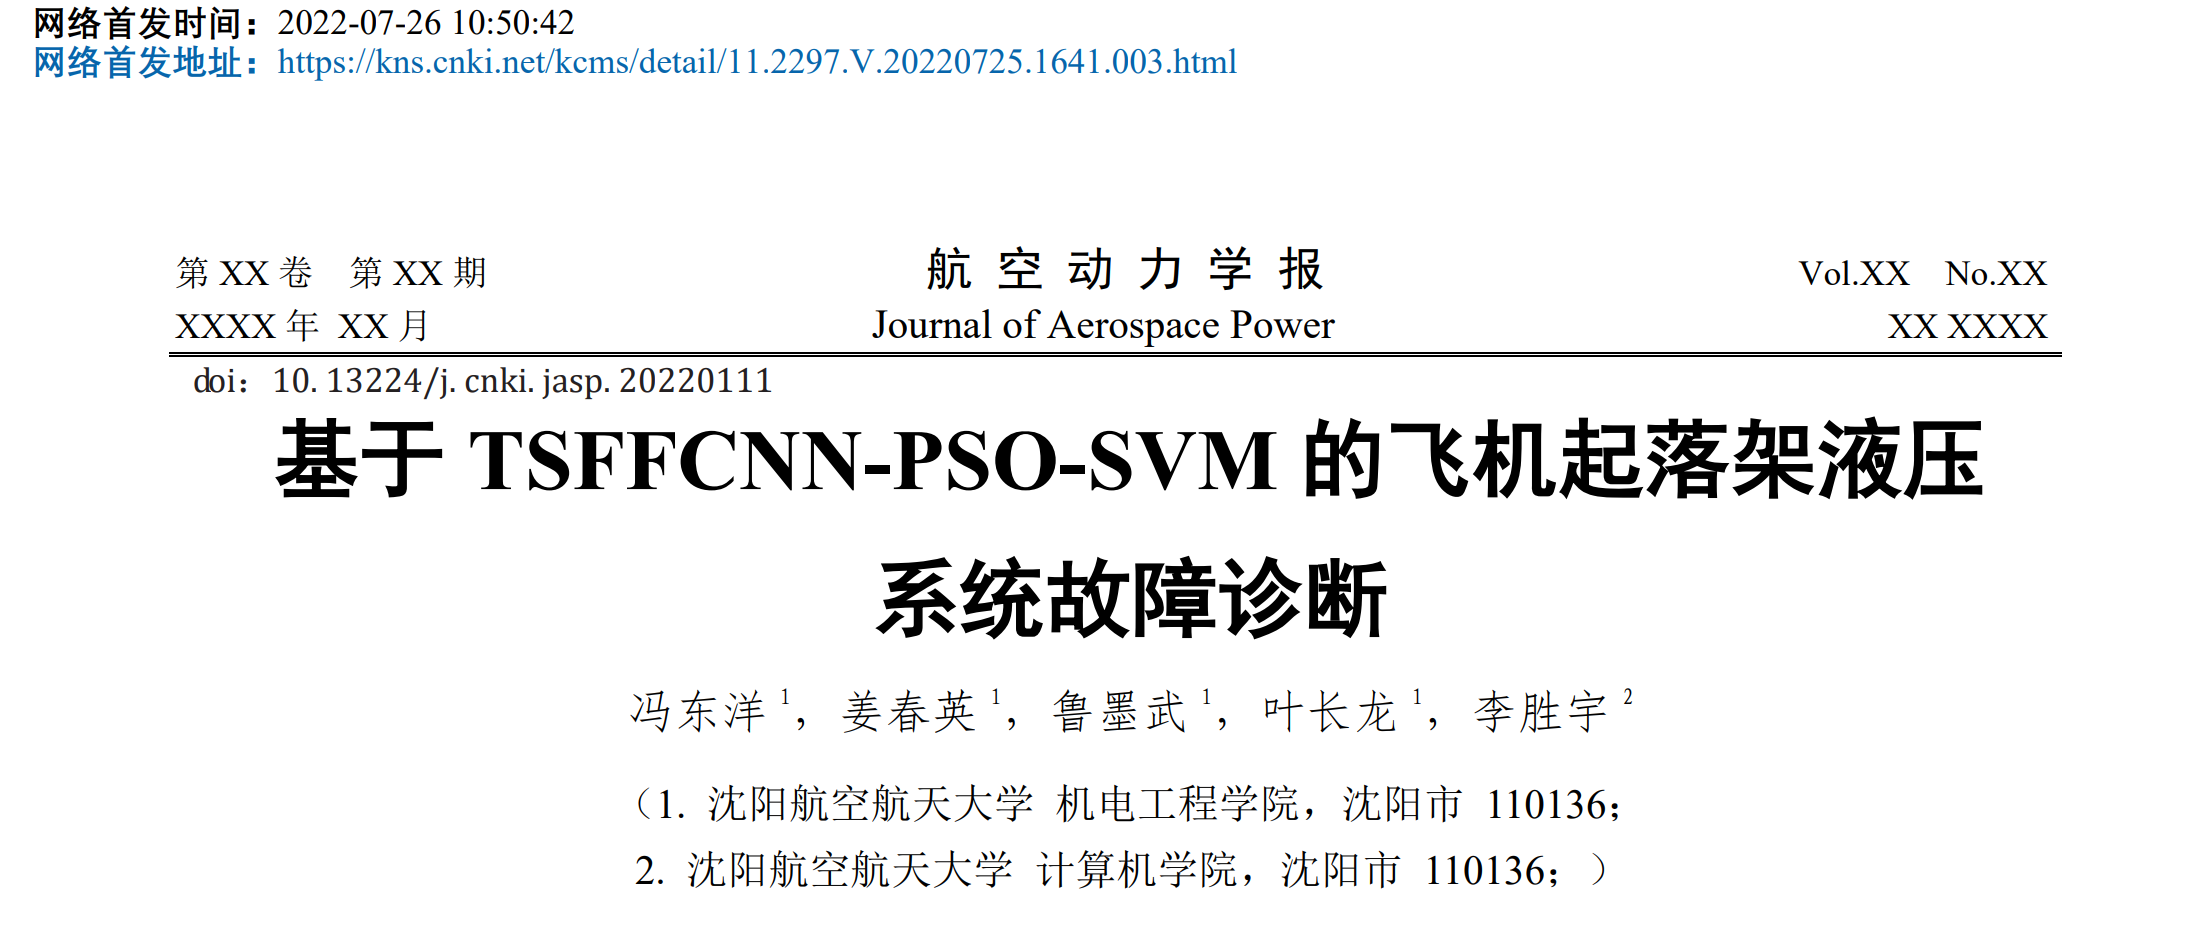 网络首发时间：2022-07-26 10:50:42
网络首发地址：https://kns.cnki.net/kcms/detail/11.2297.V.20220725.1641.003.html
第 XX 卷 第 XX 期 航 空 动 力 学 报 Vol.XX No.XX
XXXX 年 XX 月 Journal of Aerospace Power XX XXXX
doi：10.13224/j.cnki.jasp.20220111
基于 TSFFCNN-PSO-SVM 的飞机起落架液压
系统故障诊断
冯东洋 1，姜春英 1，鲁墨武 1，叶长龙 1，李胜宇 2
（1. 沈阳航空航天大学 机电工程学院，沈阳市 110136；
2. 沈阳航空航天大学 计算机学院，沈阳市 110136；）